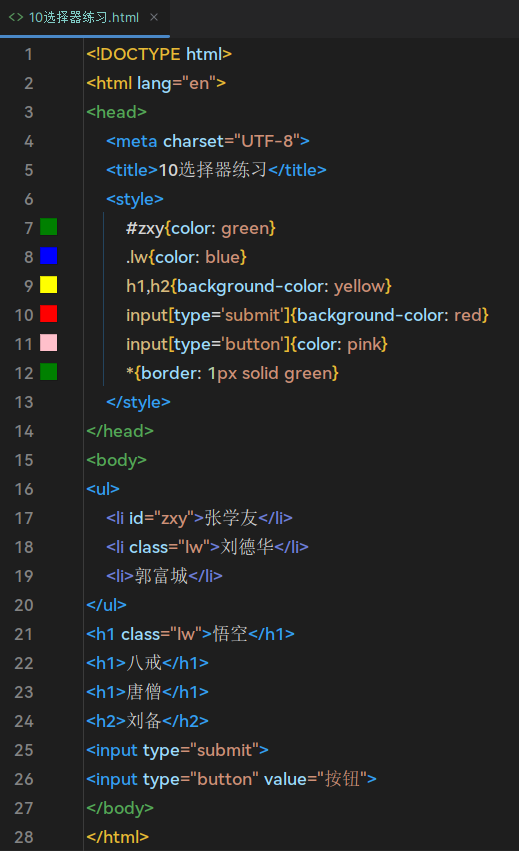 <> 10选择器练习.html ×
1 <!DOCTYPE html>
2 <html lang="en">
3 <head>
4 <meta charset="UTF-8">
5 <title>10选择器练习</title>
6 <style>
7 #zxy{color: green}
8 .lw{color: blue}
9 h1,h2{background-color: yellow}
10 input[type='submit']{background-color: red}
11 input[type='button']{color: pink}
12 *{border: 1px solid green}
13 </style>
14 </head>
15 <body>
16 <ul>
17 <li id="zxy">张学友</li>
18 <li class="lw">刘德华</li>
19 <li>郭富城</li>
20 </ul>
21 <h1 class="lw">悟空</h1>
22 <h1>八戒</h1>
23 <h1>唐僧</h1>
24 <h2>刘备</h2>
25 <input type="submit">
26 <input type="button" value="按钮">
27 </body>
28 </html>